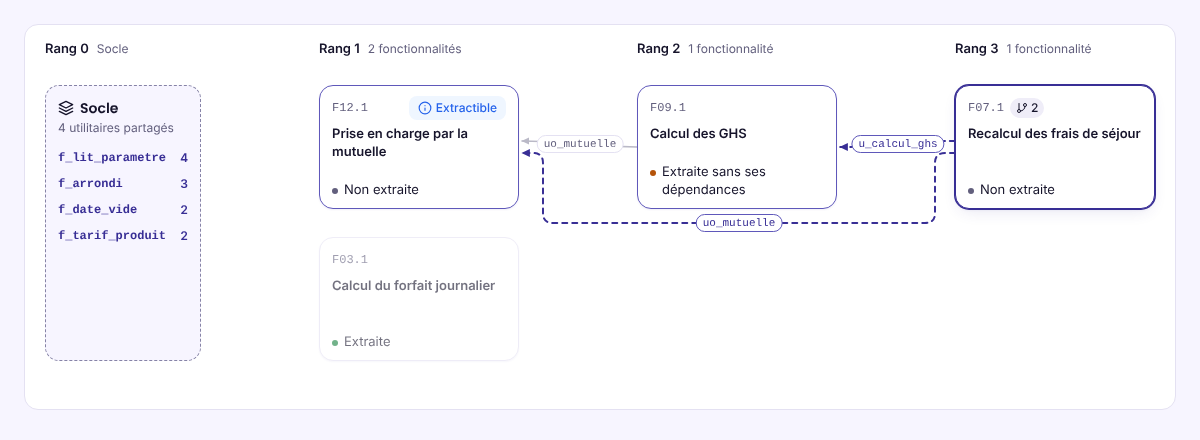 Rang 0 Socle
Rang 1 2 fonctionnalités
Rang 2 1 fonctionnalité
Rang 3 1 fonctionnalité
Socle
4 utilitaires partagés
f_lit_parametre 4
f_arrondi 3
f_date_vide 2
f_tarif_produit 2
F12.1 Extractible
Prise en charge par la
mutuelle
Non extraite
uo_mutuelle
F09.1
Calcul des GHS
Extraite sans ses
dépendances
u_calcul_ghs
F07.1 2
Recalcul des frais de séjour
Non extraite
uo_mutuelle
F03.1
Calcul du forfait journalier
Extraite